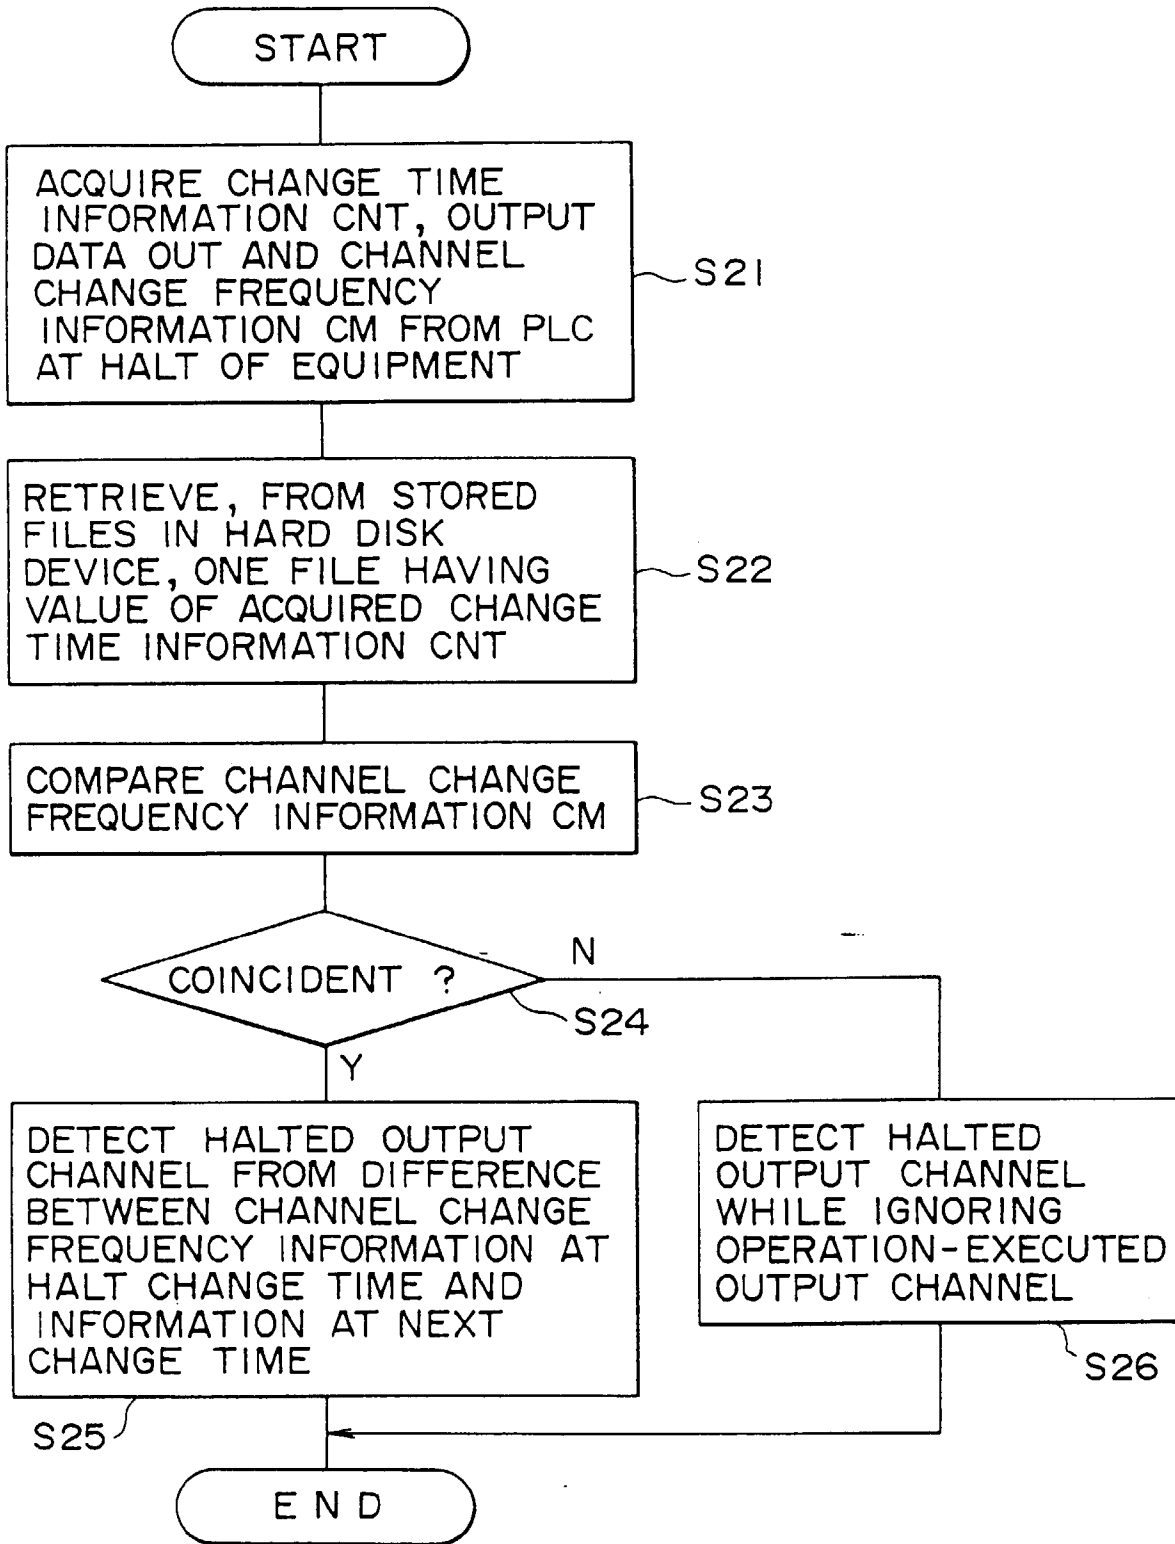 START
ACQUIRE CHANGE TIME
INFORMATION CNT, OUTPUT
DATA OUT AND CHANNEL
CHANGE FREQUENCY
INFORMATION CM FROM PLC
AT HALT OF EQUIPMENT
S21
RETRIEVE, FROM STORED
FILES IN HARD DISK
DEVICE, ONE FILE HAVING
VALUE OF ACQUIRED CHANGE
TIME INFORMATION CNT
S22
COMPARE CHANNEL CHANGE
FREQUENCY INFORMATION CM
S23
COINCIDENT ?
N
S24
Y
DETECT HALTED OUTPUT
CHANNEL FROM DIFFERENCE
BETWEEN CHANNEL CHANGE
FREQUENCY INFORMATION AT
HALT CHANGE TIME AND
INFORMATION AT NEXT
CHANGE TIME
S25
DETECT HALTED
OUTPUT CHANNEL
WHILE IGNORING
OPERATION-EXECUTED
OUTPUT CHANNEL
S26
END